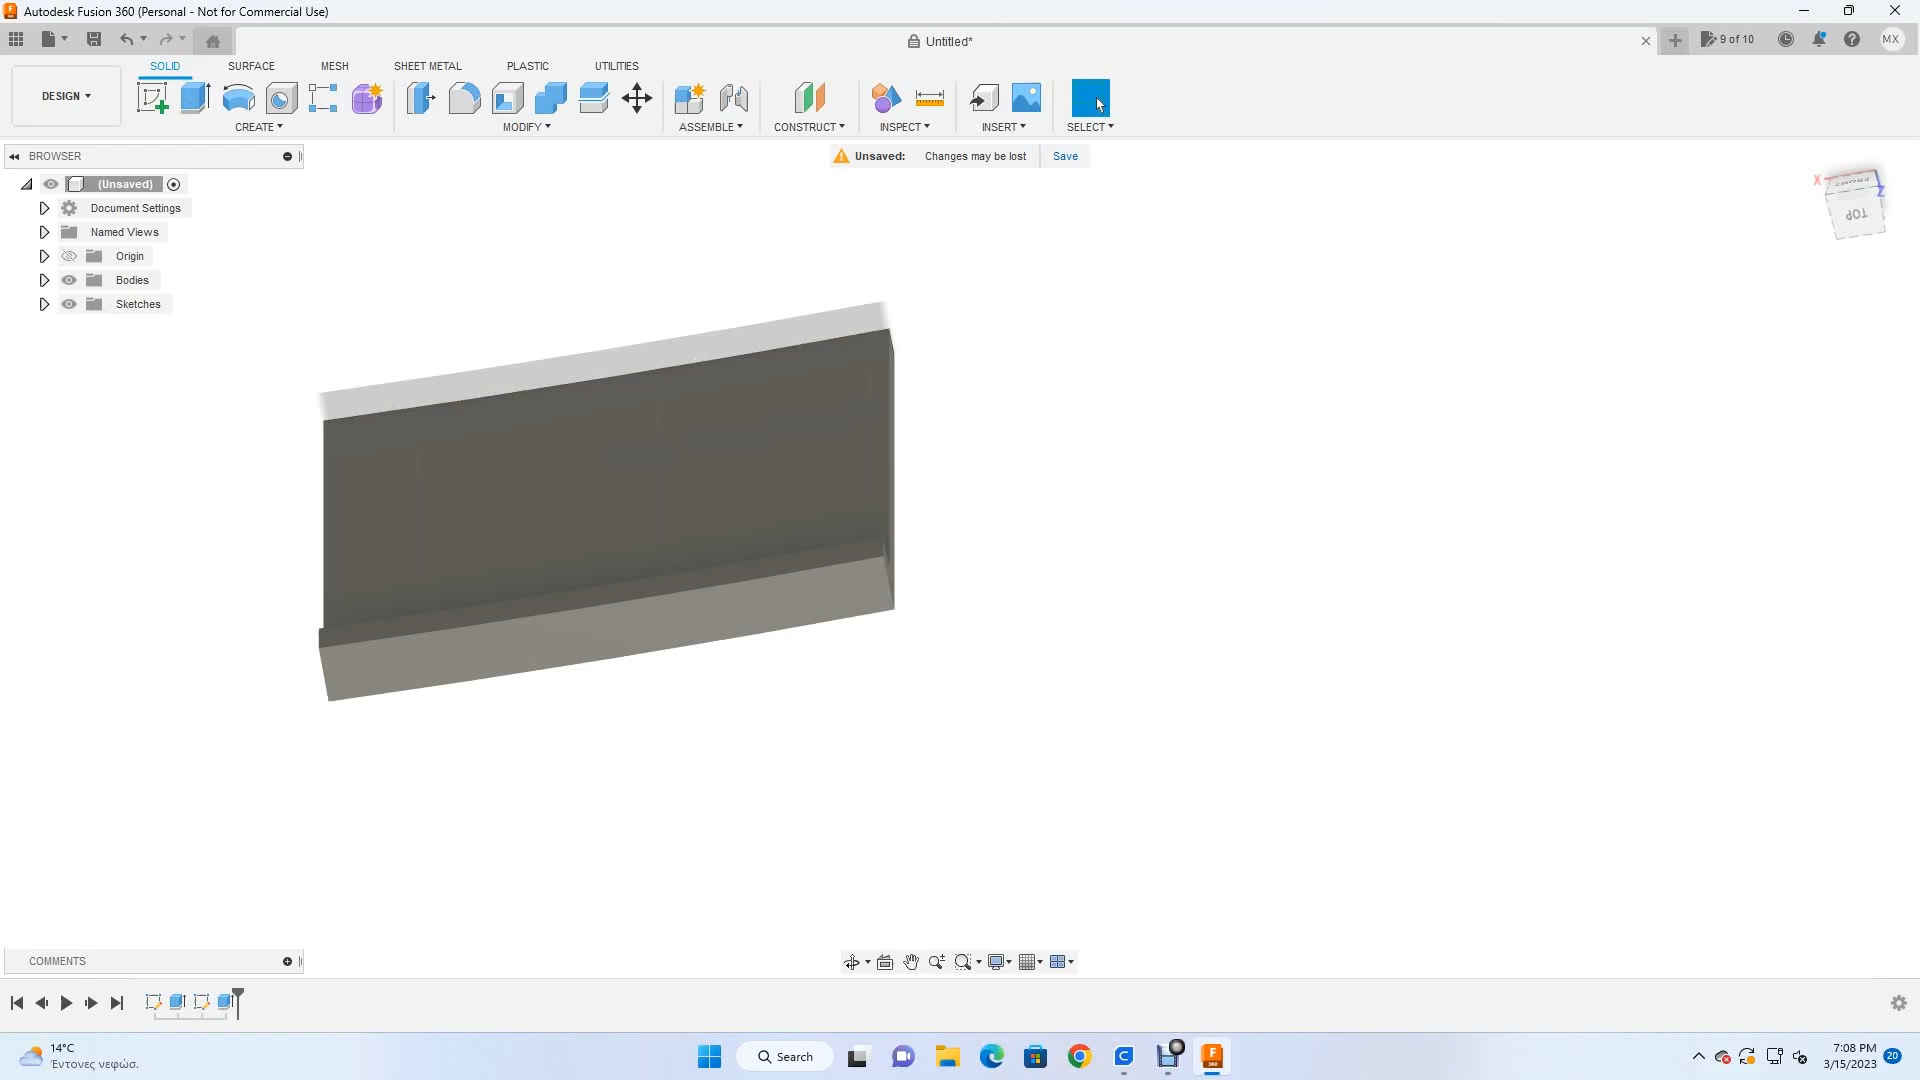 Autodesk Fusion 360 (Personal - Not for Commercial Use)
Untitled*
9 of 10
MX
DESIGN
SOLID
SURFACE
MESH
SHEET METAL
PLASTIC
UTILITIES
CREATE
MODIFY
ASSEMBLE
CONSTRUCT
INSPECT
INSERT
SELECT
BROWSER
Unsaved: Changes may be lost
Save
(Unsaved)
Document Settings
Named Views
Origin
Bodies
Sketches
X
Z
FRONT
TOP
COMMENTS
14°C
Έντονες νεφώσ.
Search
C
F
360
7:08 PM
3/15/2023
20